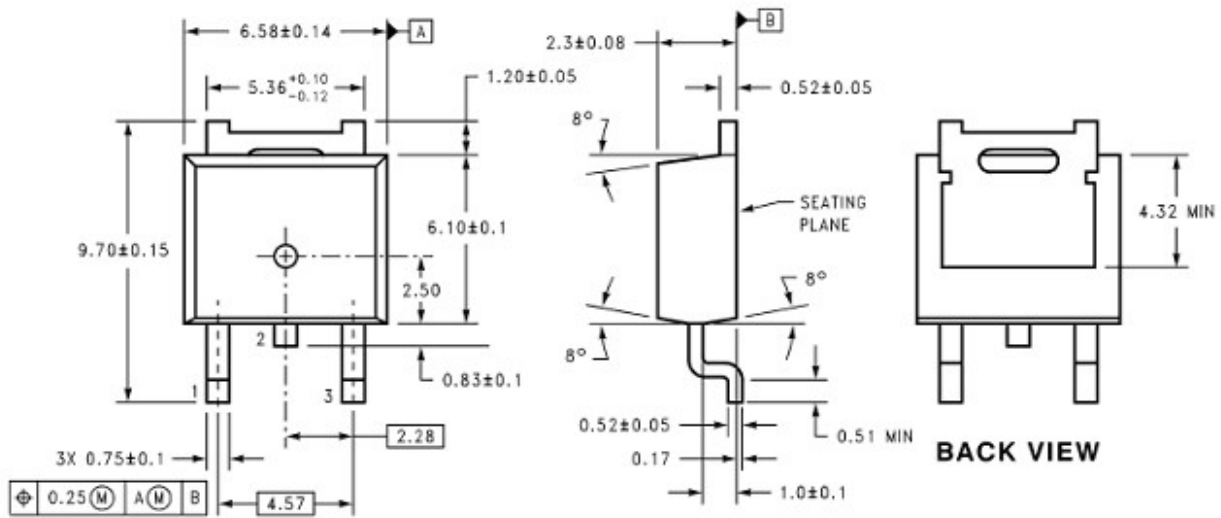 6.58±0.14
A
5.36 +0.10 -0.12
1.20±0.05
9.70±0.15
6.10±0.1
2.50
2
0.83±0.1
1
3
2.28
3X 0.75±0.1
⌖ 0.25 Ⓜ A Ⓜ B
4.57
B
2.3±0.08
0.52±0.05
8°
SEATING
PLANE
8°
8°
0.52±0.05
0.51 MIN
0.17
1.0±0.1
4.32 MIN
BACK VIEW